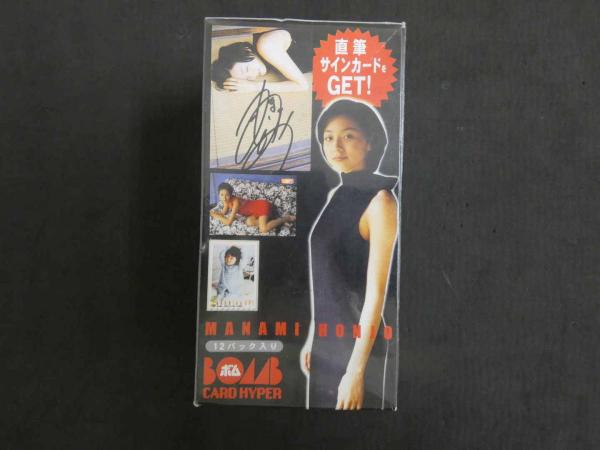 直筆
サインカードを
GET!
MANAMI HONJO
12パック入り
BOMB
ボム
CARD HYPER